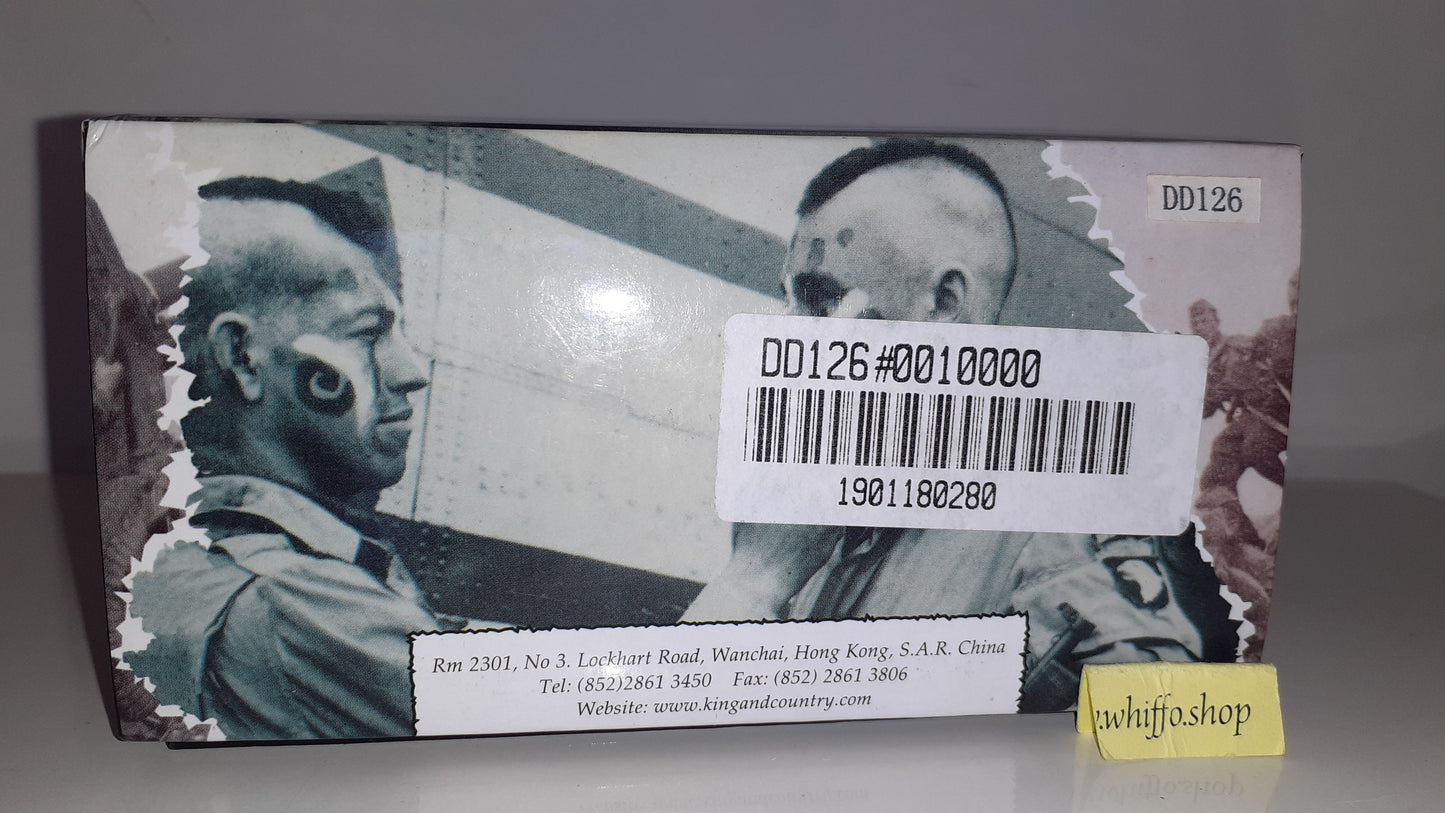 DD126
DD126#0010000
1901180280
Rm 2301, No 3. Lockhart Road, Wanchai, Hong Kong, S.A.R. China
Tel: (852)2861 3450 Fax: (852) 2861 3806
Website: www.kingandcountry.com
.whiffo.shop